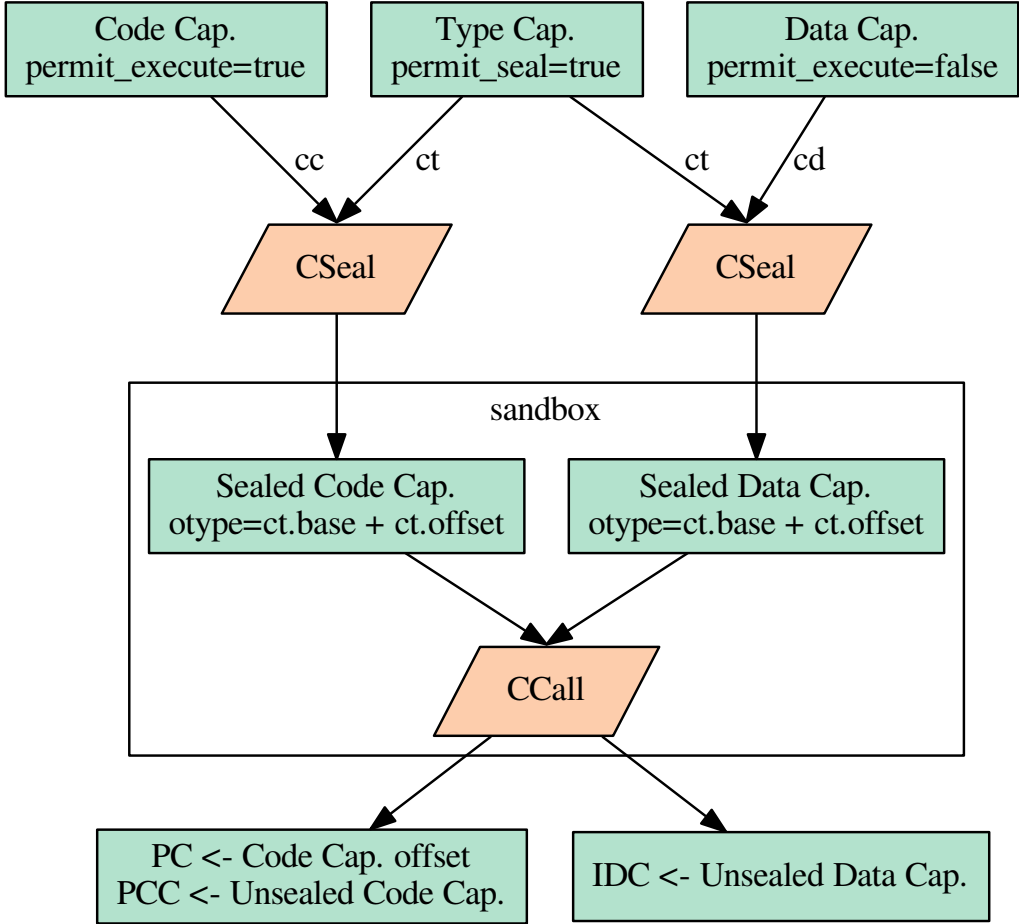 Code Cap.
permit_execute=true
Type Cap.
permit_seal=true
Data Cap.
permit_execute=false
cc
ct
ct
cd
CSeal
CSeal
sandbox
Sealed Code Cap.
otype=ct.base + ct.offset
Sealed Data Cap.
otype=ct.base + ct.offset
CCall
PC <- Code Cap. offset
PCC <- Unsealed Code Cap.
IDC <- Unsealed Data Cap.